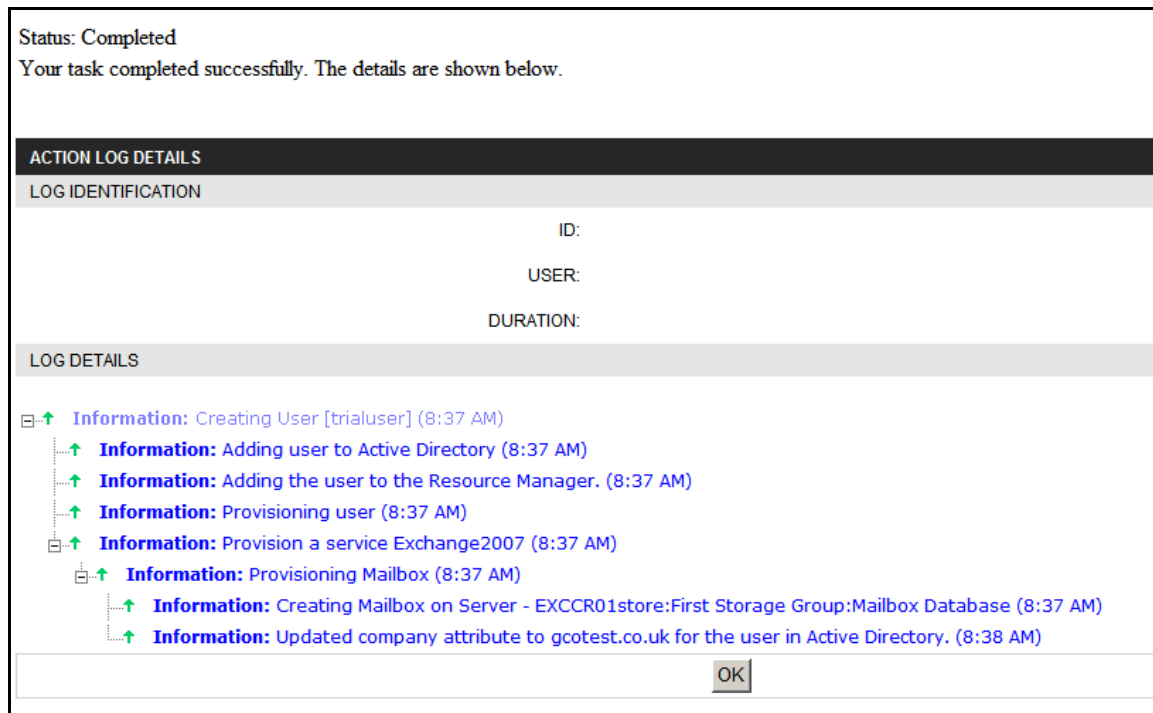 Status: Completed
Your task completed successfully. The details are shown below.
ACTION LOG DETAILS
LOG IDENTIFICATION
ID:
USER:
DURATION:
LOG DETAILS
Information: Creating User [trialuser] (8:37 AM)
Information: Adding user to Active Directory (8:37 AM)
Information: Adding the user to the Resource Manager. (8:37 AM)
Information: Provisioning user (8:37 AM)
Information: Provision a service Exchange2007 (8:37 AM)
Information: Provisioning Mailbox (8:37 AM)
Information: Creating Mailbox on Server - EXCCR01store:First Storage Group:Mailbox Database (8:37 AM)
Information: Updated company attribute to gcotest.co.uk for the user in Active Directory. (8:38 AM)
OK